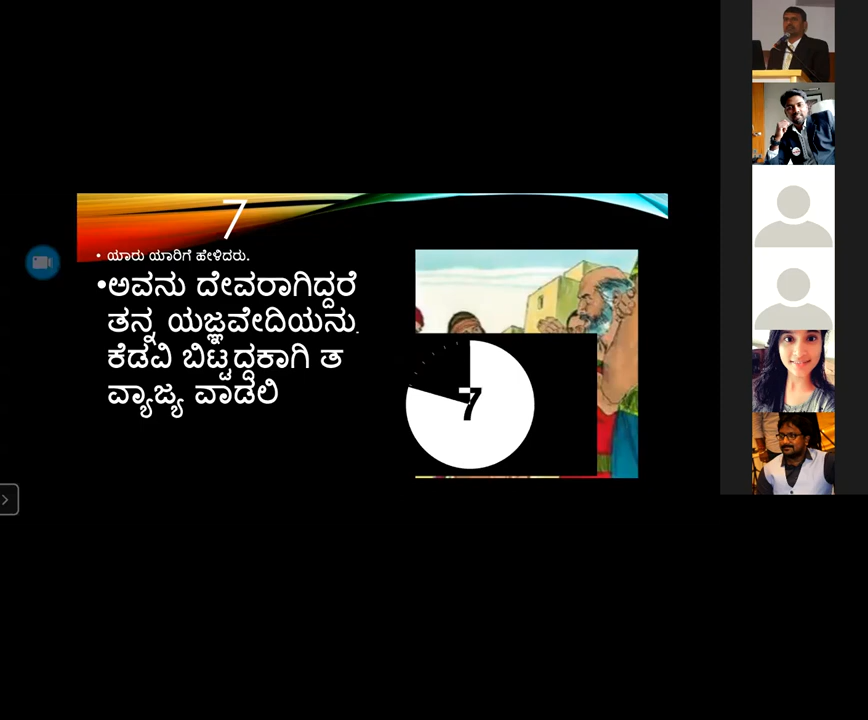 7
• ಯಾರು ಯಾರಿಗೆ ಹೇಳಿದರು.
•ಅವನು ದೇವರಾಗಿದ್ದರೆ
ತನ್ನ ಯಜ್ಞವೇದಿಯನು.
ಕೆಡವಿ ಬಿಟ್ಟದ್ದಕಾಗಿ ತ
ವ್ಯಾಜ್ಯ ವಾಡಲಿ
7